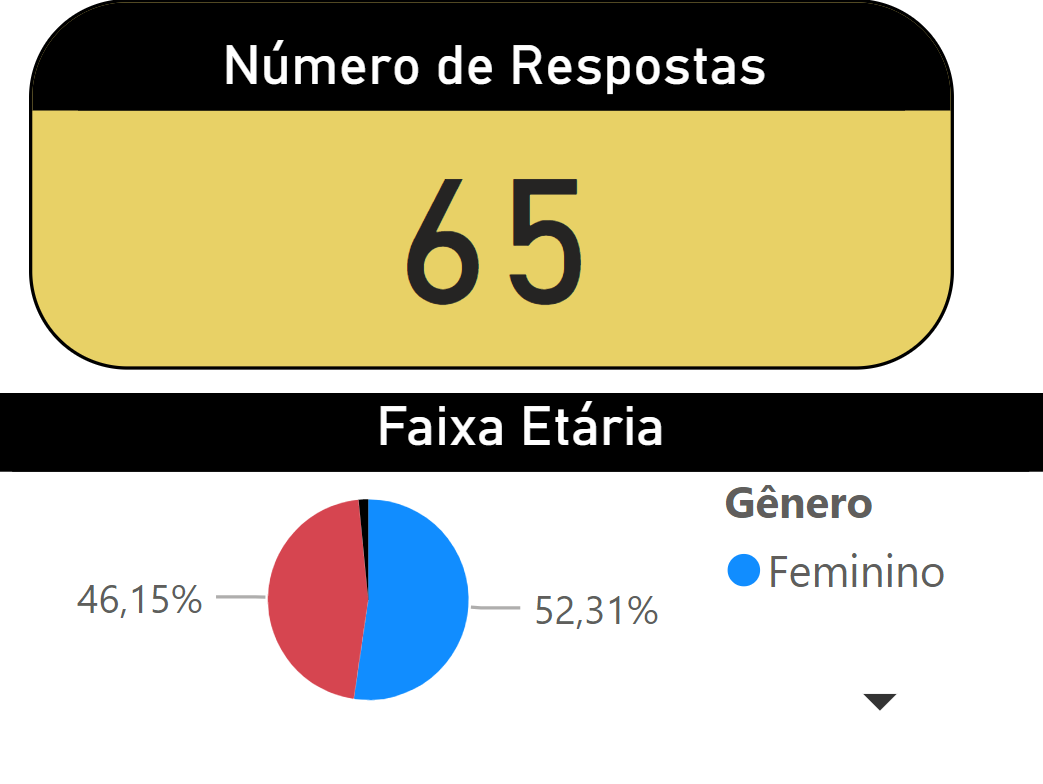 Número de Respostas
65
Faixa Etária
Gênero
Feminino
46,15%
52,31%